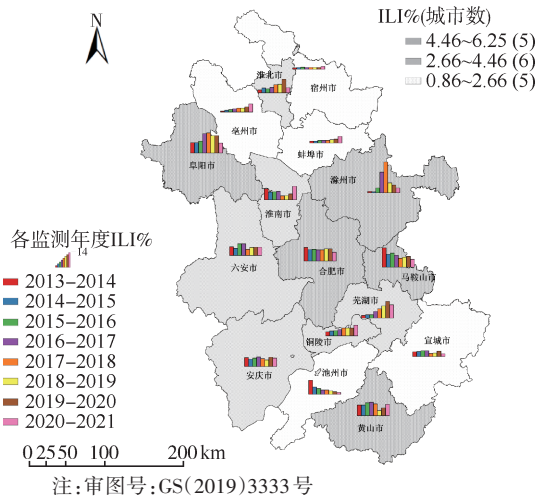 N
ILI%(城市数)
4.46~6.25 (5)
2.66~4.46 (6)
0.86~2.66 (5)
淮北市
宿州市
亳州市
蚌埠市
阜阳市
滁州市
淮南市
六安市
合肥市
马鞍山市
芜湖市
铜陵市
宣城市
池州市
安庆市
黄山市
各监测年度ILI%
14
2013-2014
2014-2015
2015-2016
2016-2017
2017-2018
2018-2019
2019-2020
2020-2021
0 25 50 100 200 km
注:审图号:GS(2019)3333号